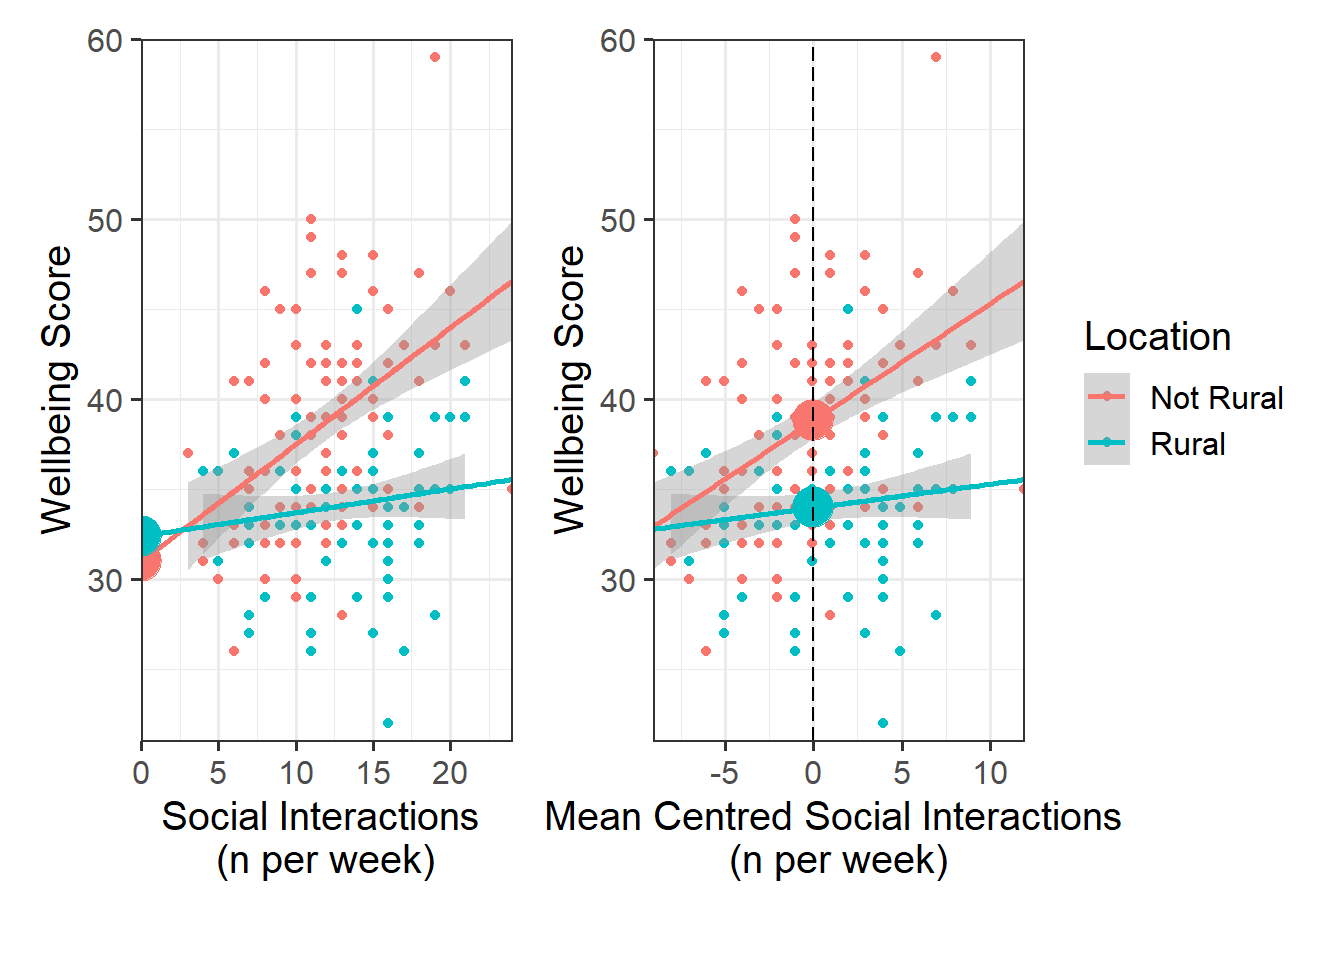 60
50
40
30
Wellbeing Score
0 5 10 15 20
Social Interactions
(n per week)
60
50
40
30
Wellbeing Score
-5 0 5 10
Mean Centred Social Interactions
(n per week)
Location
Not Rural
Rural